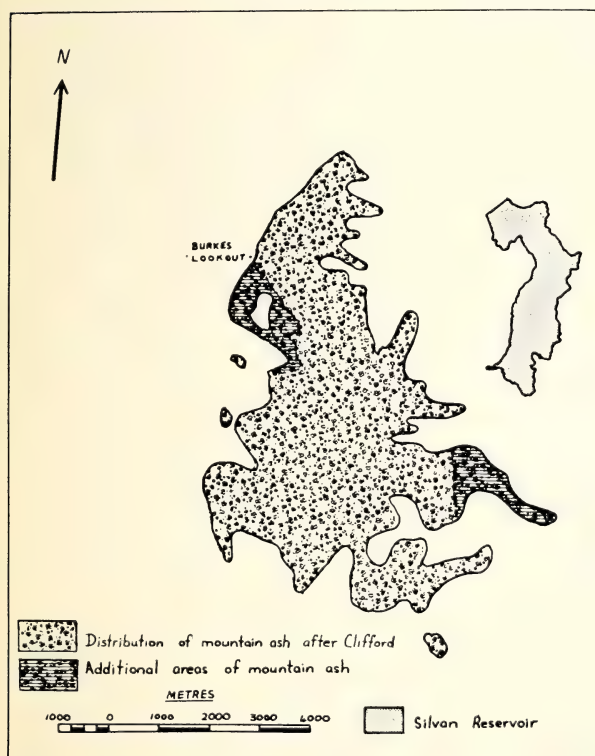 N
BURKES
LOOKOUT
Distribution of mountain ash after Clifford
Additional areas of mountain ash
METRES
1000 0 1000 2000 3000 4000
Silvan Reservoir